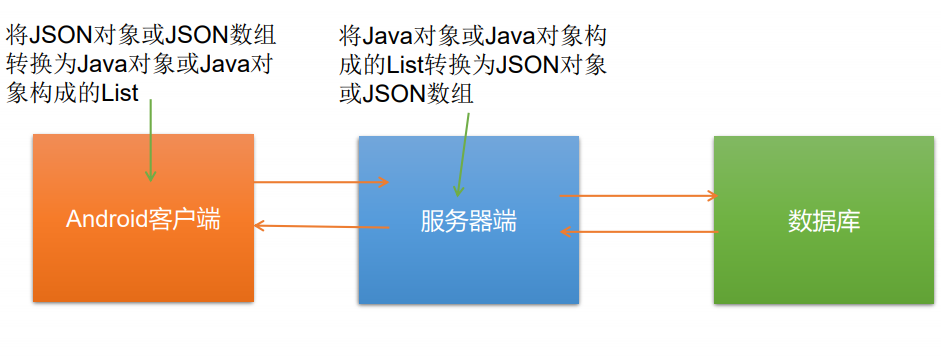 将JSON对象或JSON数组
转换为Java对象或Java对
象构成的List
将Java对象或Java对象构
成的List转换为JSON对象
或JSON数组
Android客户端
服务器端
数据库